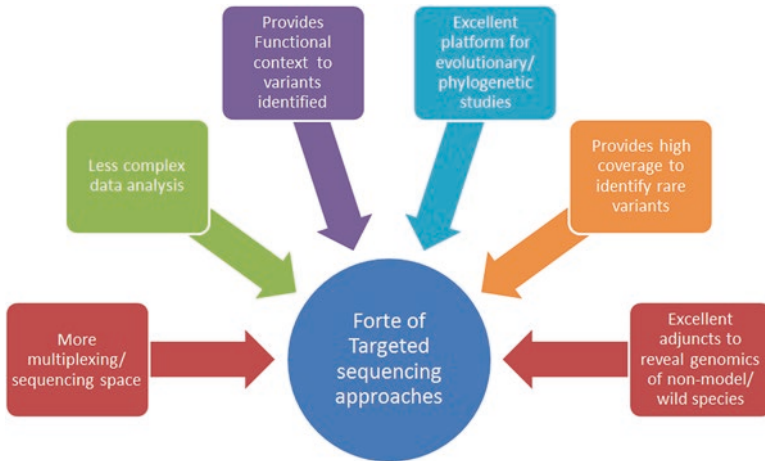 Provides
Functional
context to
variants
identified
Excellent
platform for
evolutionary/
phylogenetic
studies
Less complex
data analysis
Provides high
coverage to
identify rare
variants
More
multiplexing/
sequencing space
Forte of
Targeted
sequencing
approaches
Excellent
adjuncts to
reveal genomics
of non-model/
wild species